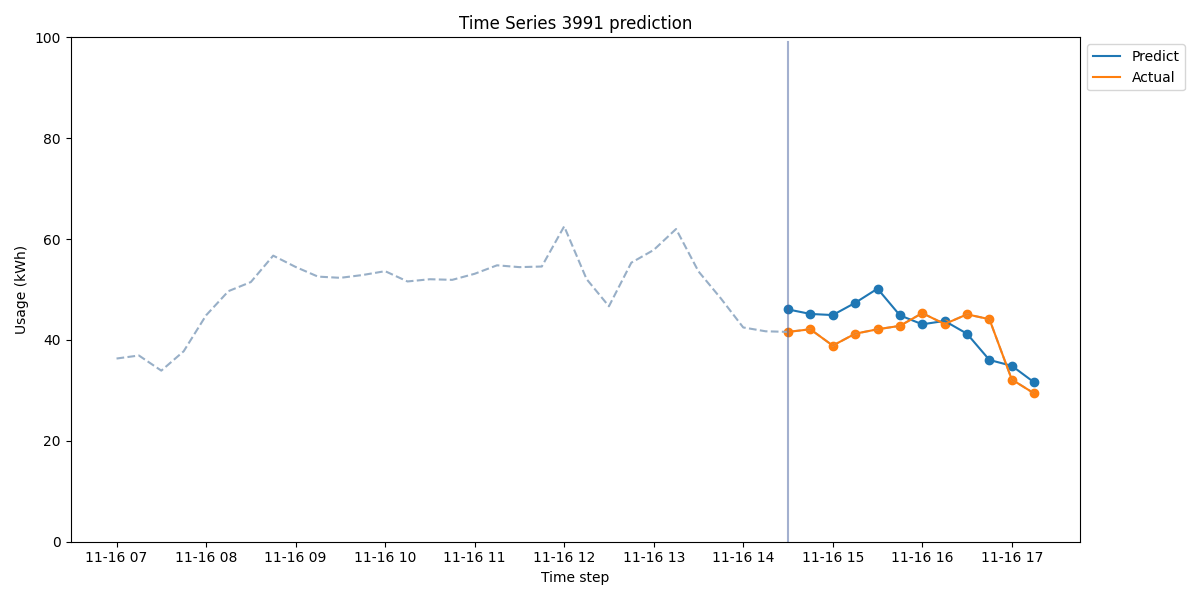 Time Series 3991 prediction
Predict
Actual
100
80
60
40
20
0
Usage (kWh)
11-16 07 11-16 08 11-16 09 11-16 10 11-16 11 11-16 12 11-16 13 11-16 14 11-16 15 11-16 16 11-16 17
Time step